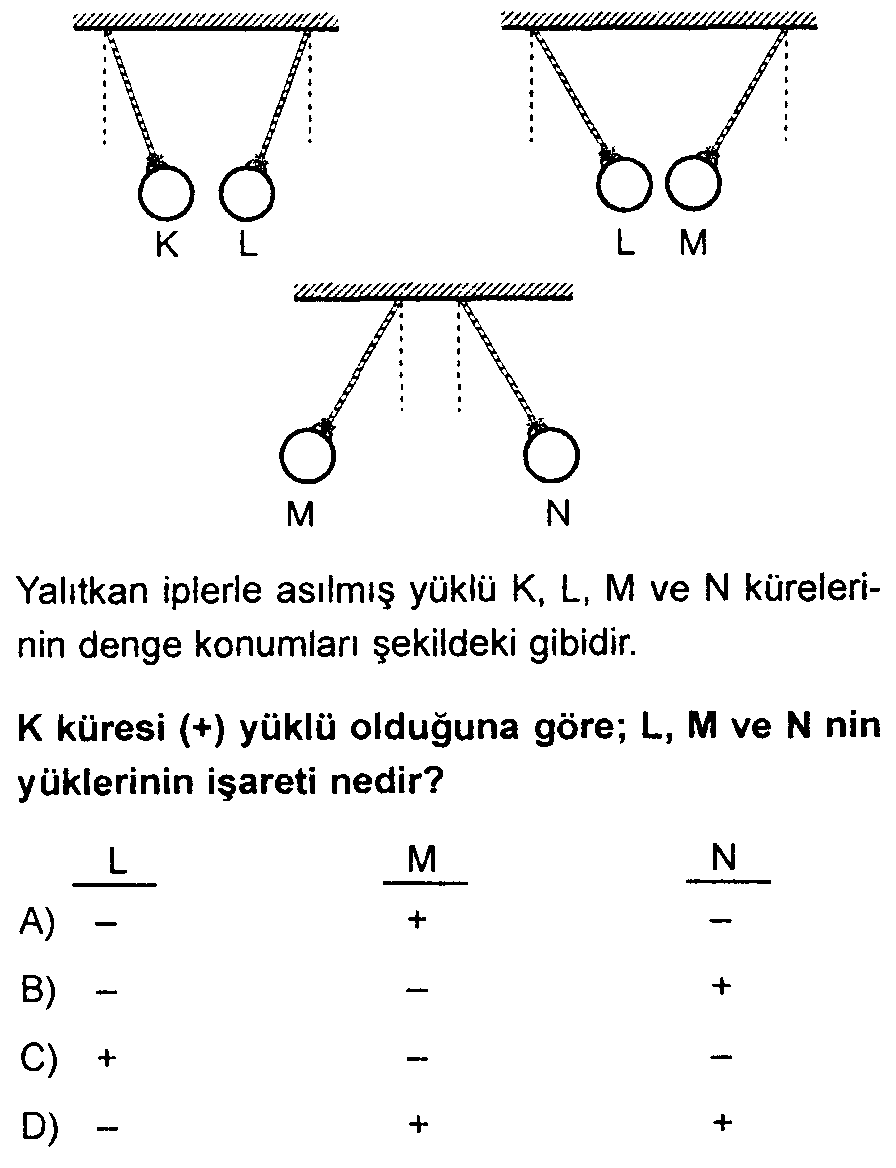 K L
L M
M N
Yalıtkan iplerle asılmış yüklü K, L, M ve Nküreleri-
nin denge konumları şekildeki gibidir.
K küresi (+) yüklü olduğuna göre; L, M ve N nin
yüklerinin işareti nedir?
L M N
A) – + –
B) – – +
C) + – –
D) – + +